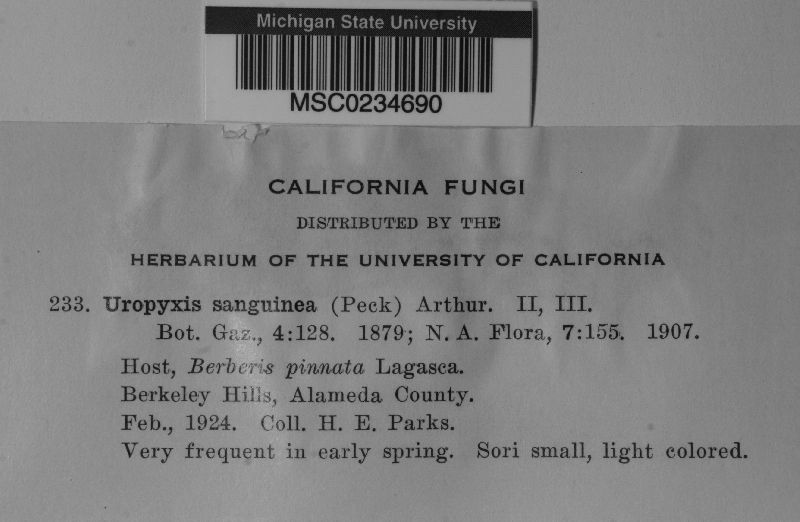 Michigan State University
MSC0234690
CALIFORNIA FUNGI
DISTRIBUTED BY THE
HERBARIUM OF THE UNIVERSITY OF CALIFORNIA
233. Uropyxis sanguinea (Peck) Arthur. II, III.
Bot. Gaz., 4:128. 1879; N. A. Flora, 7:155. 1907.
Host, Berberis pinnata Lagasca.
Berkeley Hills, Alameda County.
Feb., 1924. Coll. H. E. Parks.
Very frequent in early spring. Sori small, light colored.